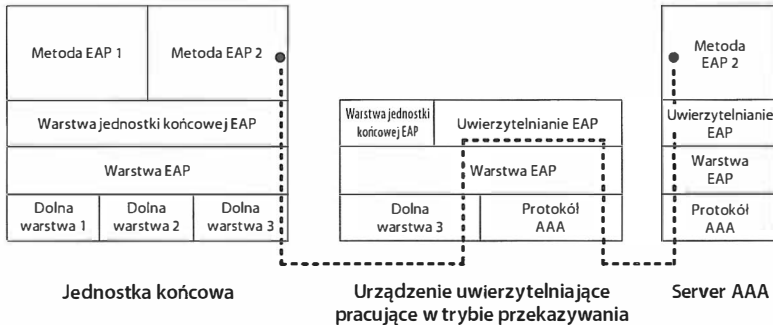 Metoda EAP 1
Metoda EAP 2
Warstwa jednostki końcowej EAP
Warstwa EAP
Dolna
warstwa 1
Dolna
warstwa 2
Dolna
warstwa 3
Jednostka końcowa
Warstwa jednostki
końcowej EAP
Uwierzytelnianie EAP
Warstwa EAP
Dolna
warstwa 3
Protokół
AAA
Urządzenie uwierzytelniające
pracujące w trybie przekazywania
Metoda
EAP 2
Uwierzytelnianie
EAP
Warstwa
EAP
Protokół
AAA
Server AAA